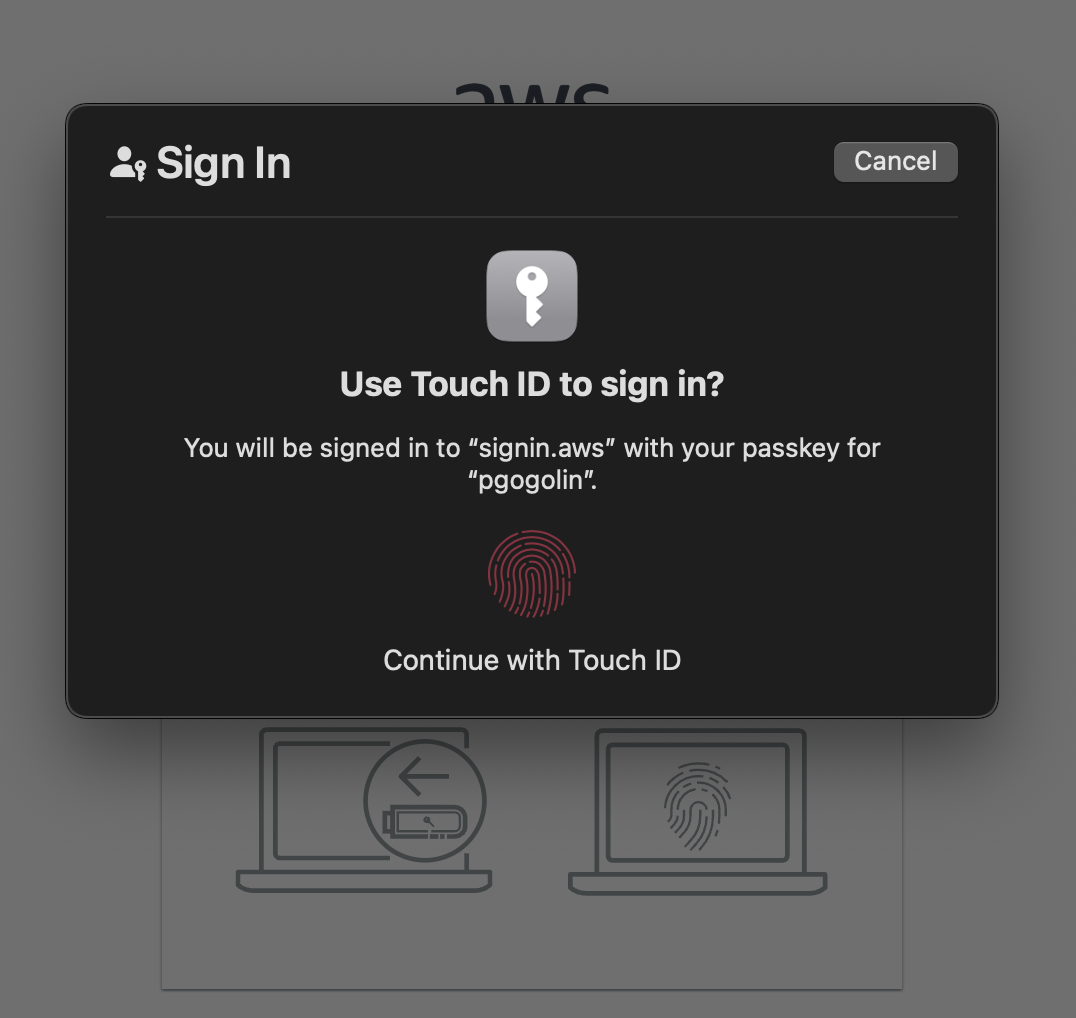 aws
Sign In
Cancel
Use Touch ID to sign in?
You will be signed in to “signin.aws” with your passkey for
“pgogolin”.
Continue with Touch ID